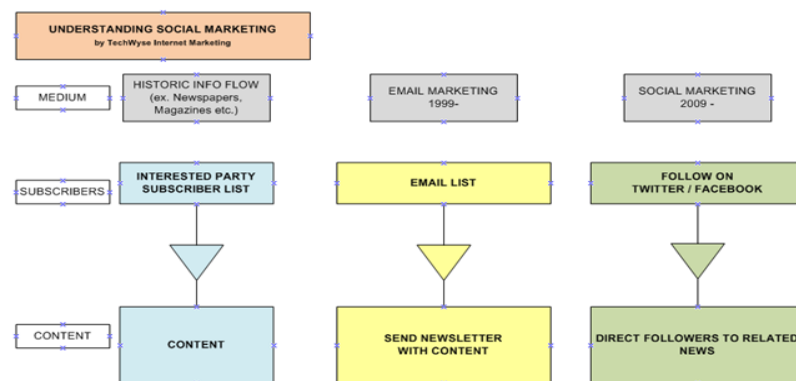 UNDERSTANDING SOCIAL MARKETING
by TechWyse Internet Marketing
MEDIUM
HISTORIC INFO FLOW
(ex. Newspapers,
Magazines etc.)
EMAIL MARKETING
1999-
SOCIAL MARKETING
2009 -
SUBSCRIBERS
INTERESTED PARTY
SUBSCRIBER LIST
EMAIL LIST
FOLLOW ON
TWITTER / FACEBOOK
CONTENT
CONTENT
SEND NEWSLETTER
WITH CONTENT
DIRECT FOLLOWERS TO RELATED
NEWS